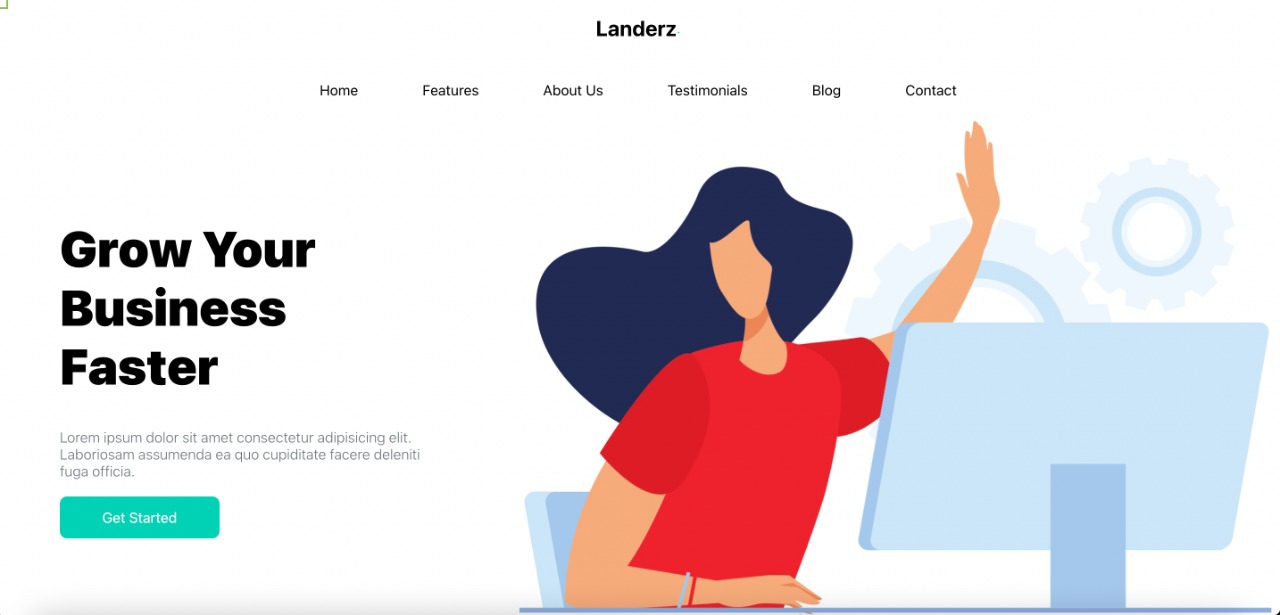 Landerz.
Home Features About Us Testimonials Blog Contact
Grow Your
Business
Faster
Lorem ipsum dolor sit amet consectetur adipisicing elit.
Laboriosam assumenda ea quo cupiditate facere deleniti
fuga officia.
Get Started